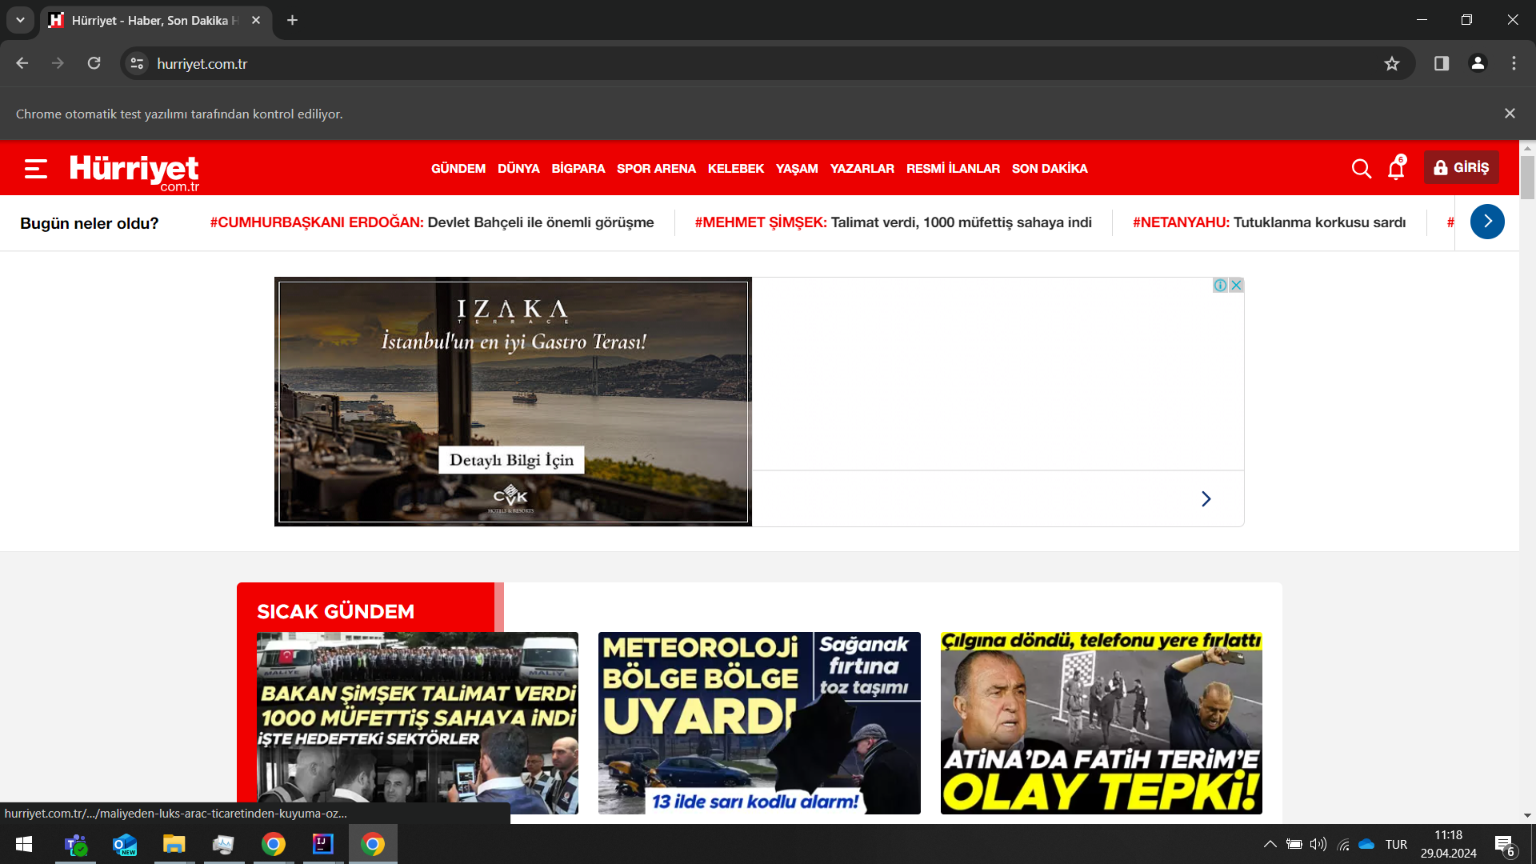 Hürriyet - Haber, Son Dakika H
hurriyet.com.tr
Chrome otomatik test yazılımı tarafından kontrol ediliyor.
Hürriyet
com.tr
GÜNDEM DÜNYA BİGPARA SPOR ARENA KELEBEK YAŞAM YAZARLAR RESMİ İLANLAR SON DAKİKA
6
GİRİŞ
Bugün neler oldu?
#CUMHURBAŞKANI ERDOĞAN: Devlet Bahçeli ile önemli görüşme
#MEHMET ŞİMŞEK: Talimat verdi, 1000 müfettiş sahaya indi
#NETANYAHU: Tutuklanma korkusu sardı
#
IZAKA
TERRACE
İstanbul'un en iyi Gastro Terası!
Detaylı Bilgi İçin
CVK
HOTELS & RESORTS
SICAK GÜNDEM
MALİYE
BAKAN ŞİMŞEK TALİMAT VERDİ
1000 MÜFETTİŞ SAHAYA İNDİ
İŞTE HEDEFTEKİ SEKTÖRLER
METEOROLOJİ
BÖLGE BÖLGE
UYARDI
Sağanak
fırtına
toz taşımı
13 ilde sarı kodlu alarm!
Çılgına döndü, telefonu yere fırlattı
ATİNA'DA FATİH TERİM'E
OLAY TEPKİ!
hurriyet.com.tr/.../maliyeden-luks-arac-ticaretinden-kuyuma-oz...
NEW
TUR
11:18
29.04.2024
6